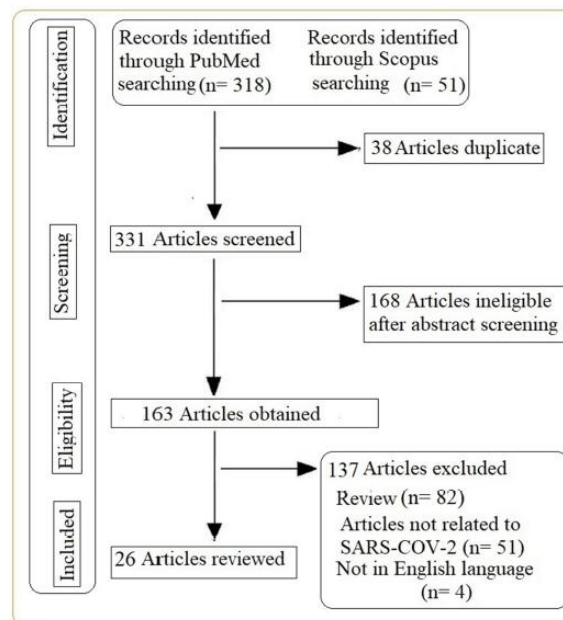 Identification
Records identified
through PubMed
searching (n= 318)
Records identified
through Scopus
searching (n= 51)
38 Articles duplicate
Screening
331 Articles screened
168 Articles ineligible
after abstract screening
Eligibility
163 Articles obtained
137 Articles excluded
Review (n= 82)
Articles not related to
SARS-COV-2 (n= 51)
Not in English language
(n= 4)
Included
26 Articles reviewed